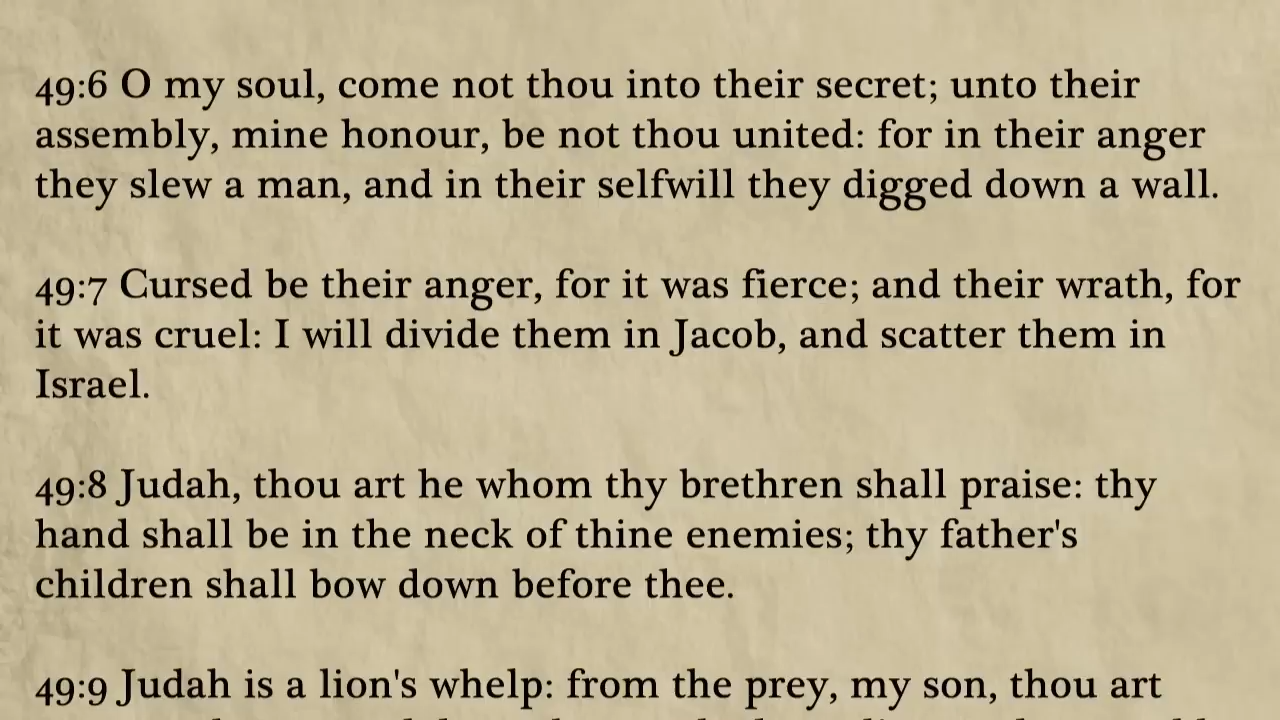 49:6 O my soul, come not thou into their secret; unto their
assembly, mine honour, be not thou united: for in their anger
they slew a man, and in their selfwill they digged down a wall.
49:7 Cursed be their anger, for it was fierce; and their wrath, for
it was cruel: I will divide them in Jacob, and scatter them in
Israel.
49:8 Judah, thou art he whom thy brethren shall praise: thy
hand shall be in the neck of thine enemies; thy father's
children shall bow down before thee.
49:9 Judah is a lion's whelp: from the prey, my son, thou art